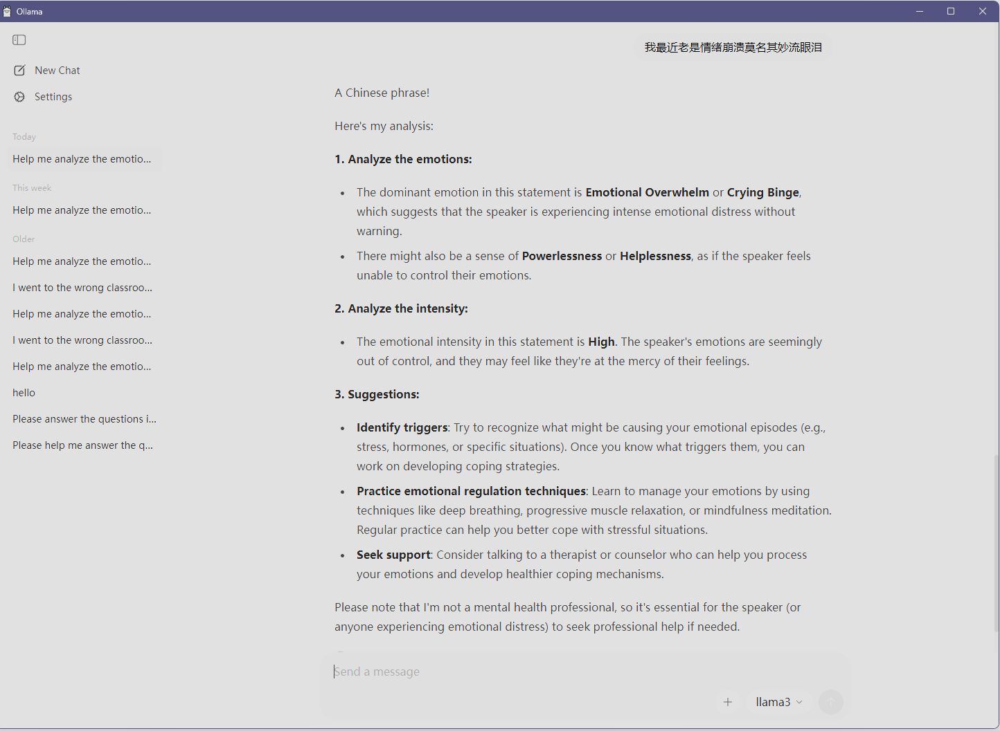 Ollama
New Chat
Settings
Today
Help me analyze the emotio...
This week
Help me analyze the emotio...
Older
Help me analyze the emotio...
I went to the wrong classroo...
Help me analyze the emotio...
I went to the wrong classroo...
Help me analyze the emotio...
hello
Please answer the questions i...
Please help me answer the q...
我最近老是情绪崩溃莫名其妙流眼泪
A Chinese phrase!
Here's my analysis:
1. Analyze the emotions:
• The dominant emotion in this statement is Emotional Overwhelm or Crying Binge,
which suggests that the speaker is experiencing intense emotional distress without
warning.
• There might also be a sense of Powerlessness or Helplessness, as if the speaker feels
unable to control their emotions.
2. Analyze the intensity:
• The emotional intensity in this statement is High. The speaker's emotions are seemingly
out of control, and they may feel like they're at the mercy of their feelings.
3. Suggestions:
• Identify triggers: Try to recognize what might be causing your emotional episodes (e.g.,
stress, hormones, or specific situations). Once you know what triggers them, you can
work on developing coping strategies.
• Practice emotional regulation techniques: Learn to manage your emotions by using
techniques like deep breathing, progressive muscle relaxation, or mindfulness meditation.
Regular practice can help you better cope with stressful situations.
• Seek support: Consider talking to a therapist or counselor who can help you process
your emotions and develop healthier coping mechanisms.
Please note that I'm not a mental health professional, so it's essential for the speaker (or
anyone experiencing emotional distress) to seek professional help if needed.
Send a message
llama3